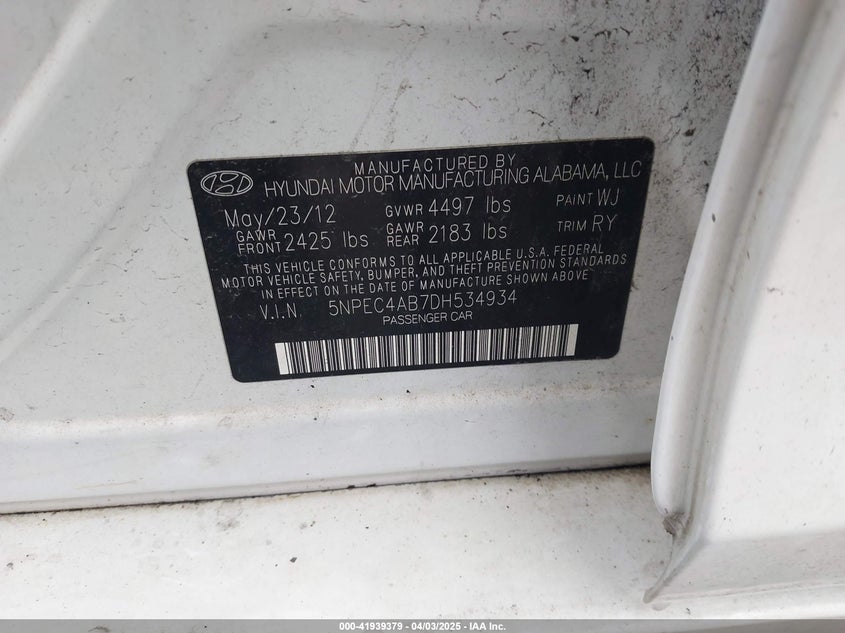 MANUFACTURED BY
HYUNDAI MOTOR MANUFACTURING ALABAMA, LLC
May/23/12 GVWR 4497 lbs PAINT WJ
GAWR FRONT 2425 lbs GAWR REAR 2183 lbs TRIM RY
THIS VEHICLE CONFORMS TO ALL APPLICABLE U.S.A. FEDERAL
MOTOR VEHICLE SAFETY, BUMPER, AND THEFT PREVENTION STANDARDS
IN EFFECT ON THE DATE OF MANUFACTURE SHOWN ABOVE
V.I.N. 5NPEC4AB7DH534934
PASSENGER CAR
000-41939379 - 04/03/2025 - IAA Inc.